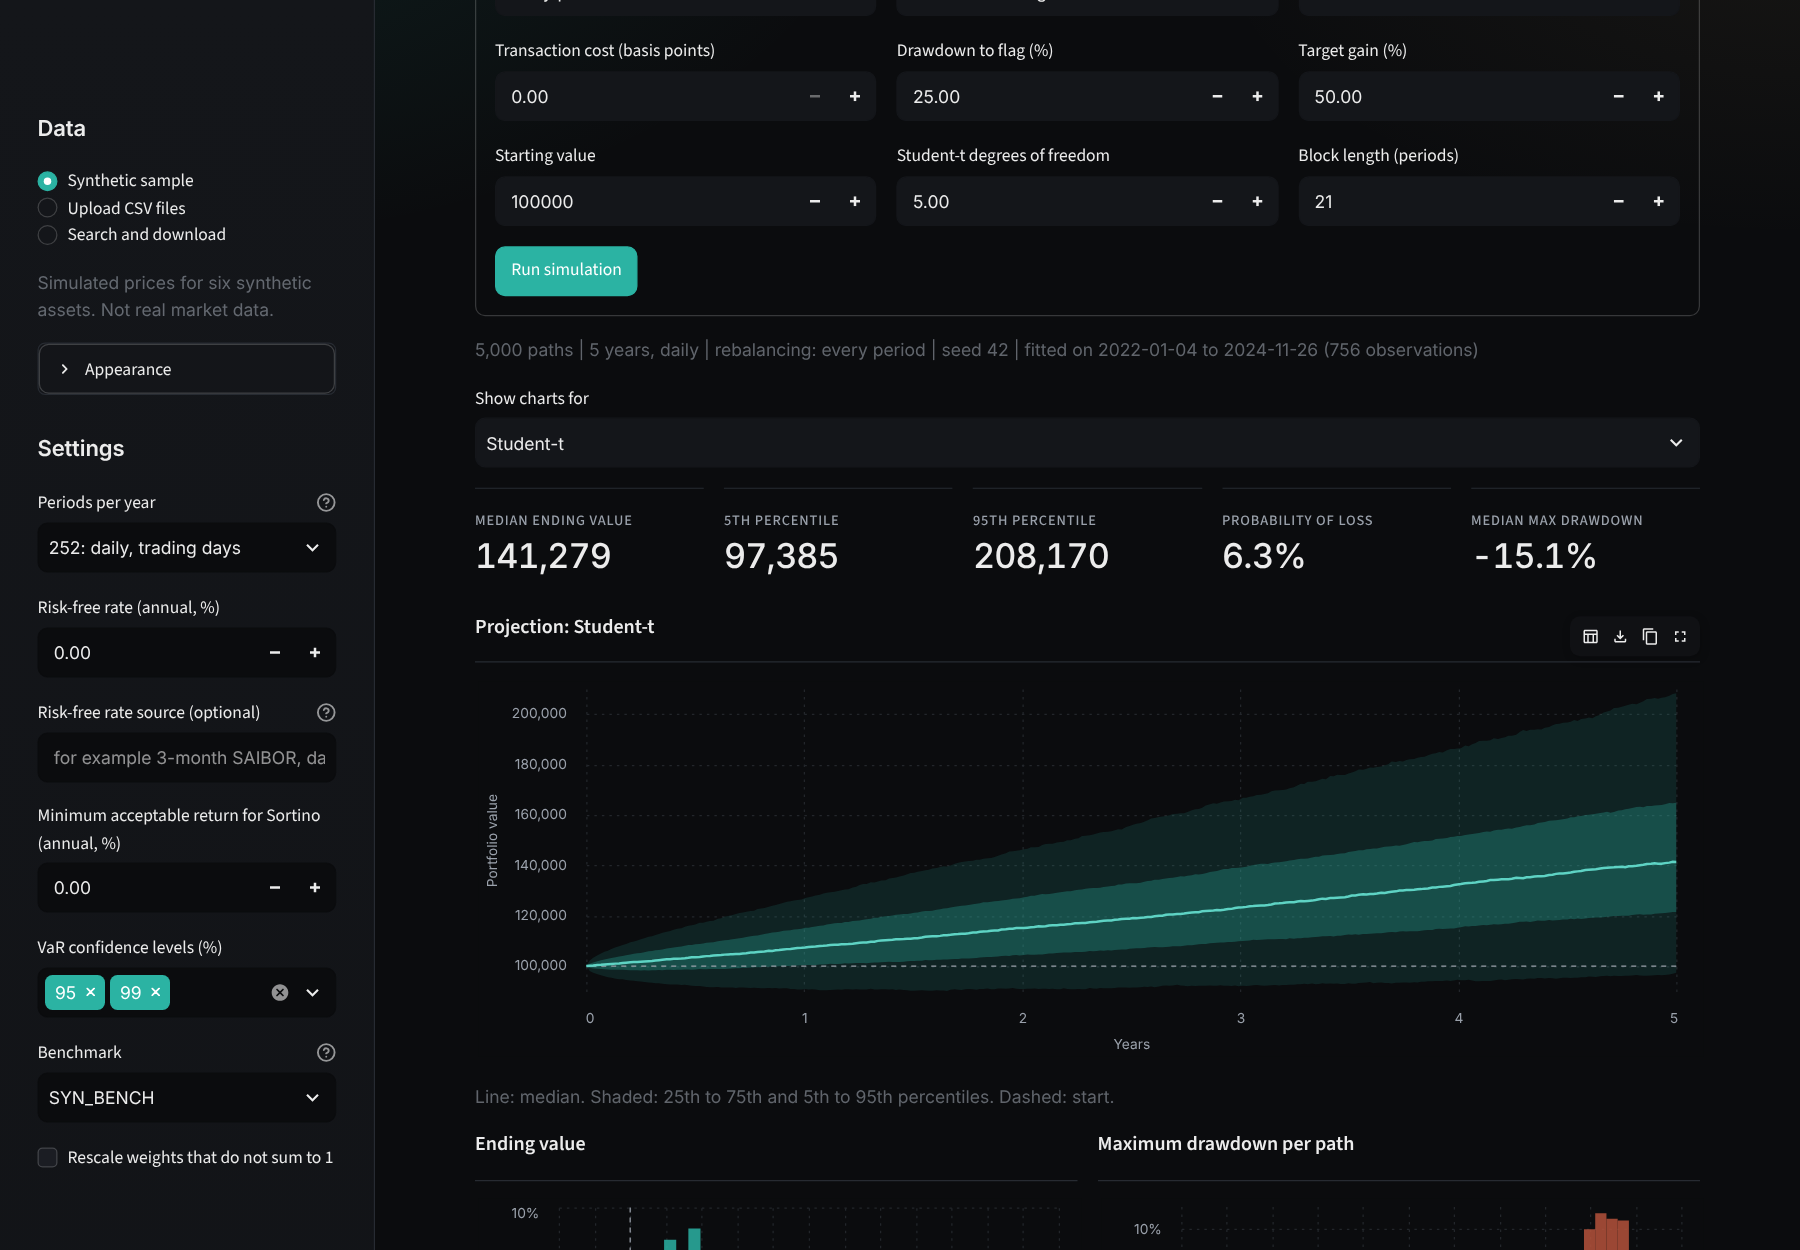 Data
Synthetic sample
Upload CSV files
Search and download
Simulated prices for six synthetic
assets. Not real market data.
Appearance
Settings
Periods per year
252: daily, trading days
Risk-free rate (annual, %)
0.00
Risk-free rate source (optional)
for example 3-month SAIBOR, da
Minimum acceptable return for Sortino
(annual, %)
0.00
VaR confidence levels (%)
95 99
Benchmark
SYN_BENCH
Rescale weights that do not sum to 1
Transaction cost (basis points) Drawdown to flag (%) Target gain (%)
0.00 25.00 50.00
Starting value Student-t degrees of freedom Block length (periods)
100000 5.00 21
Run simulation
5,000 paths | 5 years, daily | rebalancing: every period | seed 42 | fitted on 2022-01-04 to 2024-11-26 (756 observations)
Show charts for
Student-t
MEDIAN ENDING VALUE 5TH PERCENTILE 95TH PERCENTILE PROBABILITY OF LOSS MEDIAN MAX DRAWDOWN
141,279 97,385 208,170 6.3% -15.1%
Projection: Student-t
200,000
180,000
160,000
140,000
120,000
100,000
Portfolio value
0 1 2 3 4 5
Years
Line: median. Shaded: 25th to 75th and 5th to 95th percentiles. Dashed: start.
Ending value Maximum drawdown per path
10% 10%